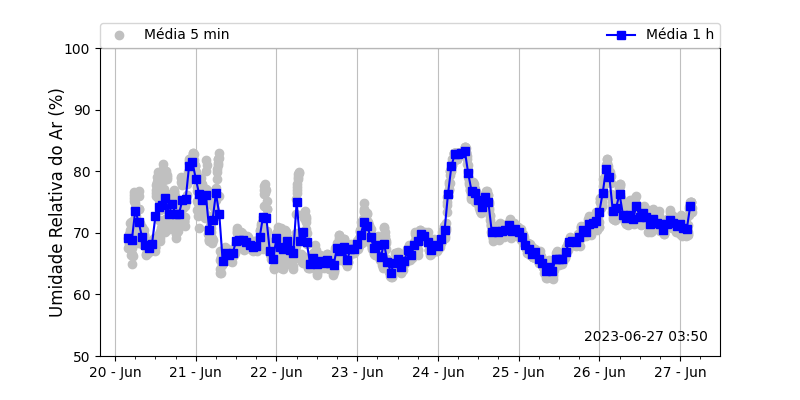 Média 5 min
Média 1 h
Umidade Relativa do Ar (%)
100
90
80
70
60
50
2023-06-27 03:50
20 - Jun
21 - Jun
22 - Jun
23 - Jun
24 - Jun
25 - Jun
26 - Jun
27 - Jun